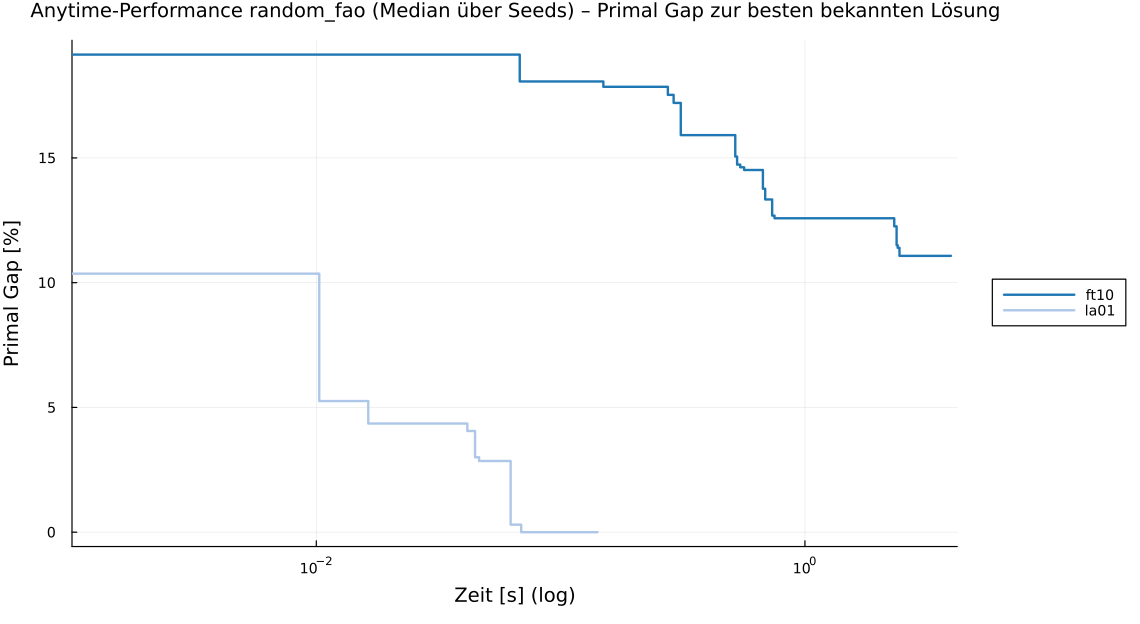 Anytime-Performance random_fao (Median über Seeds) – Primal Gap zur besten bekannten Lösung
Primal Gap [%]
15
10
5
0
10⁻²
10⁰
Zeit [s] (log)
ft10
la01